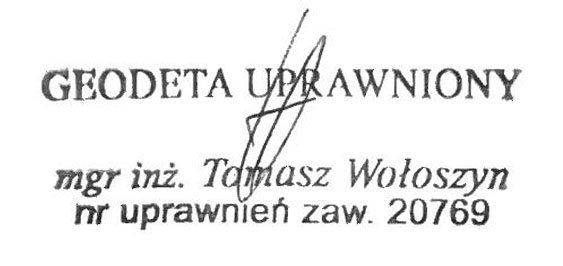 GEODETA UPRAWNIONY
mgr inż. Tomasz Wołoszyn
nr uprawnień zaw. 20769